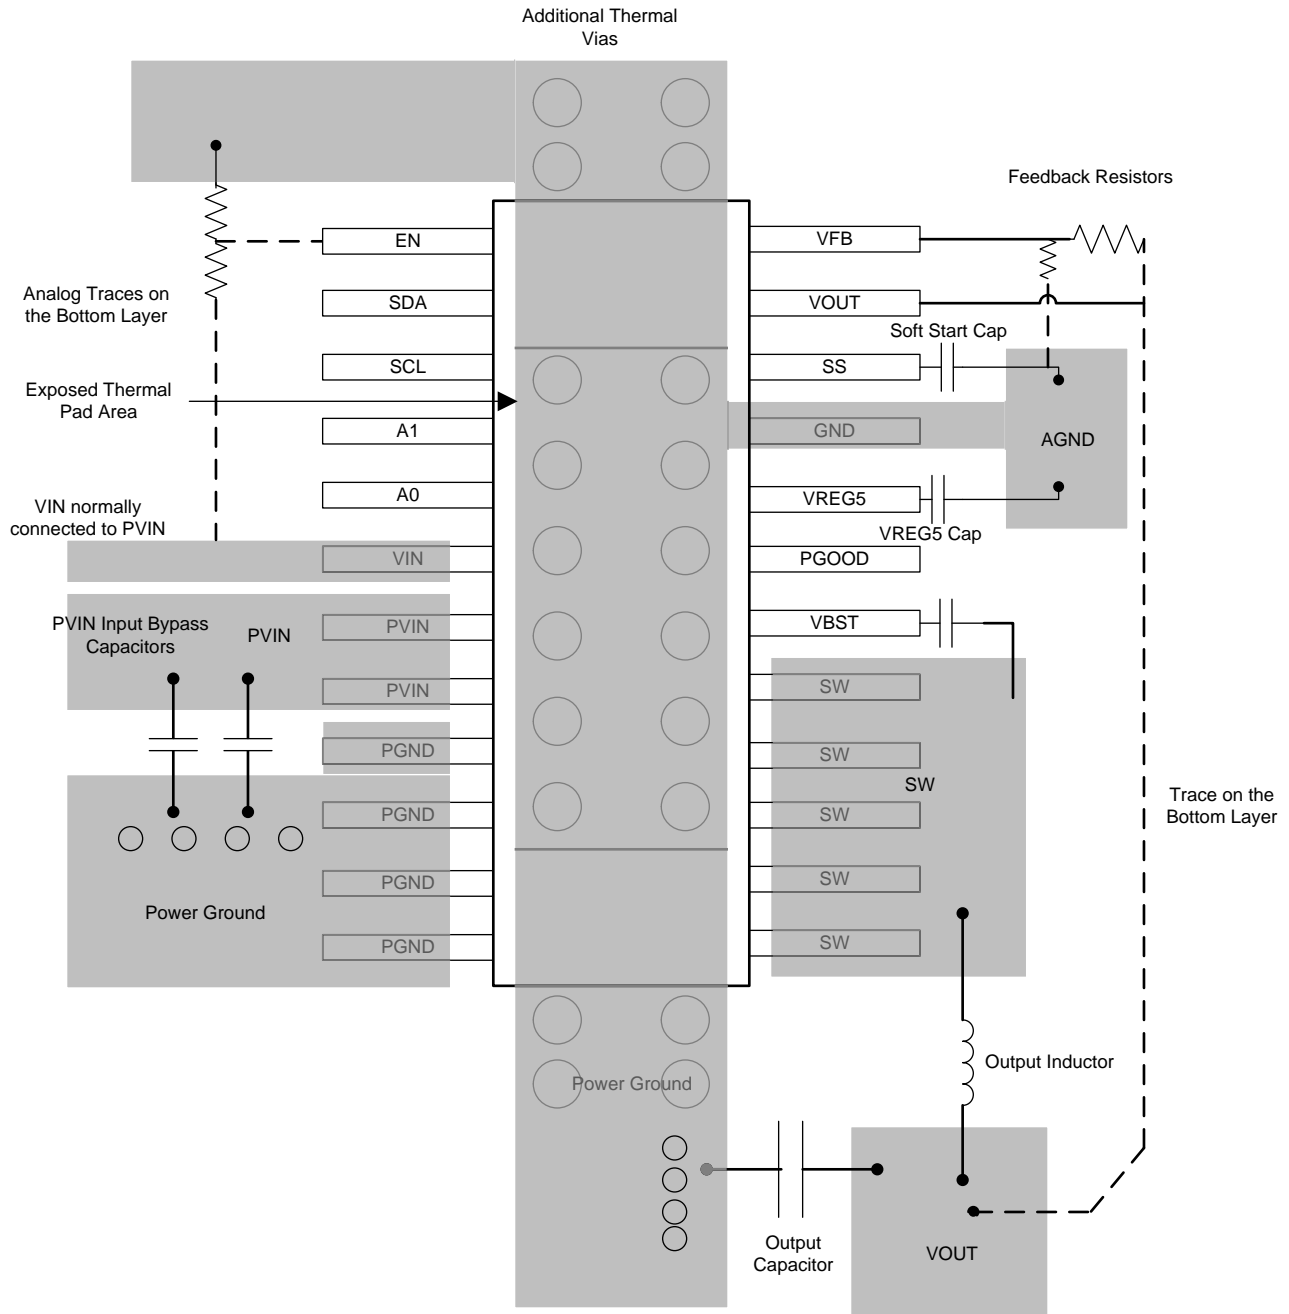 Additional Thermal
Vias
Feedback Resistors
EN
VFB
Analog Traces on
the Bottom Layer
SDA
VOUT
Soft Start Cap
SCL
SS
Exposed Thermal
Pad Area
A1
GND
AGND
A0
VREG5
VIN normally
connected to PVIN
VREG5 Cap
VIN
PGOOD
PVIN Input Bypass
Capacitors
PVIN
PVIN
VBST
PVIN
SW
PGND
SW
SW
PGND
SW
Trace on the
Bottom Layer
PGND
SW
Power Ground
PGND
SW
Output Inductor
Power Ground
Output
Capacitor
VOUT